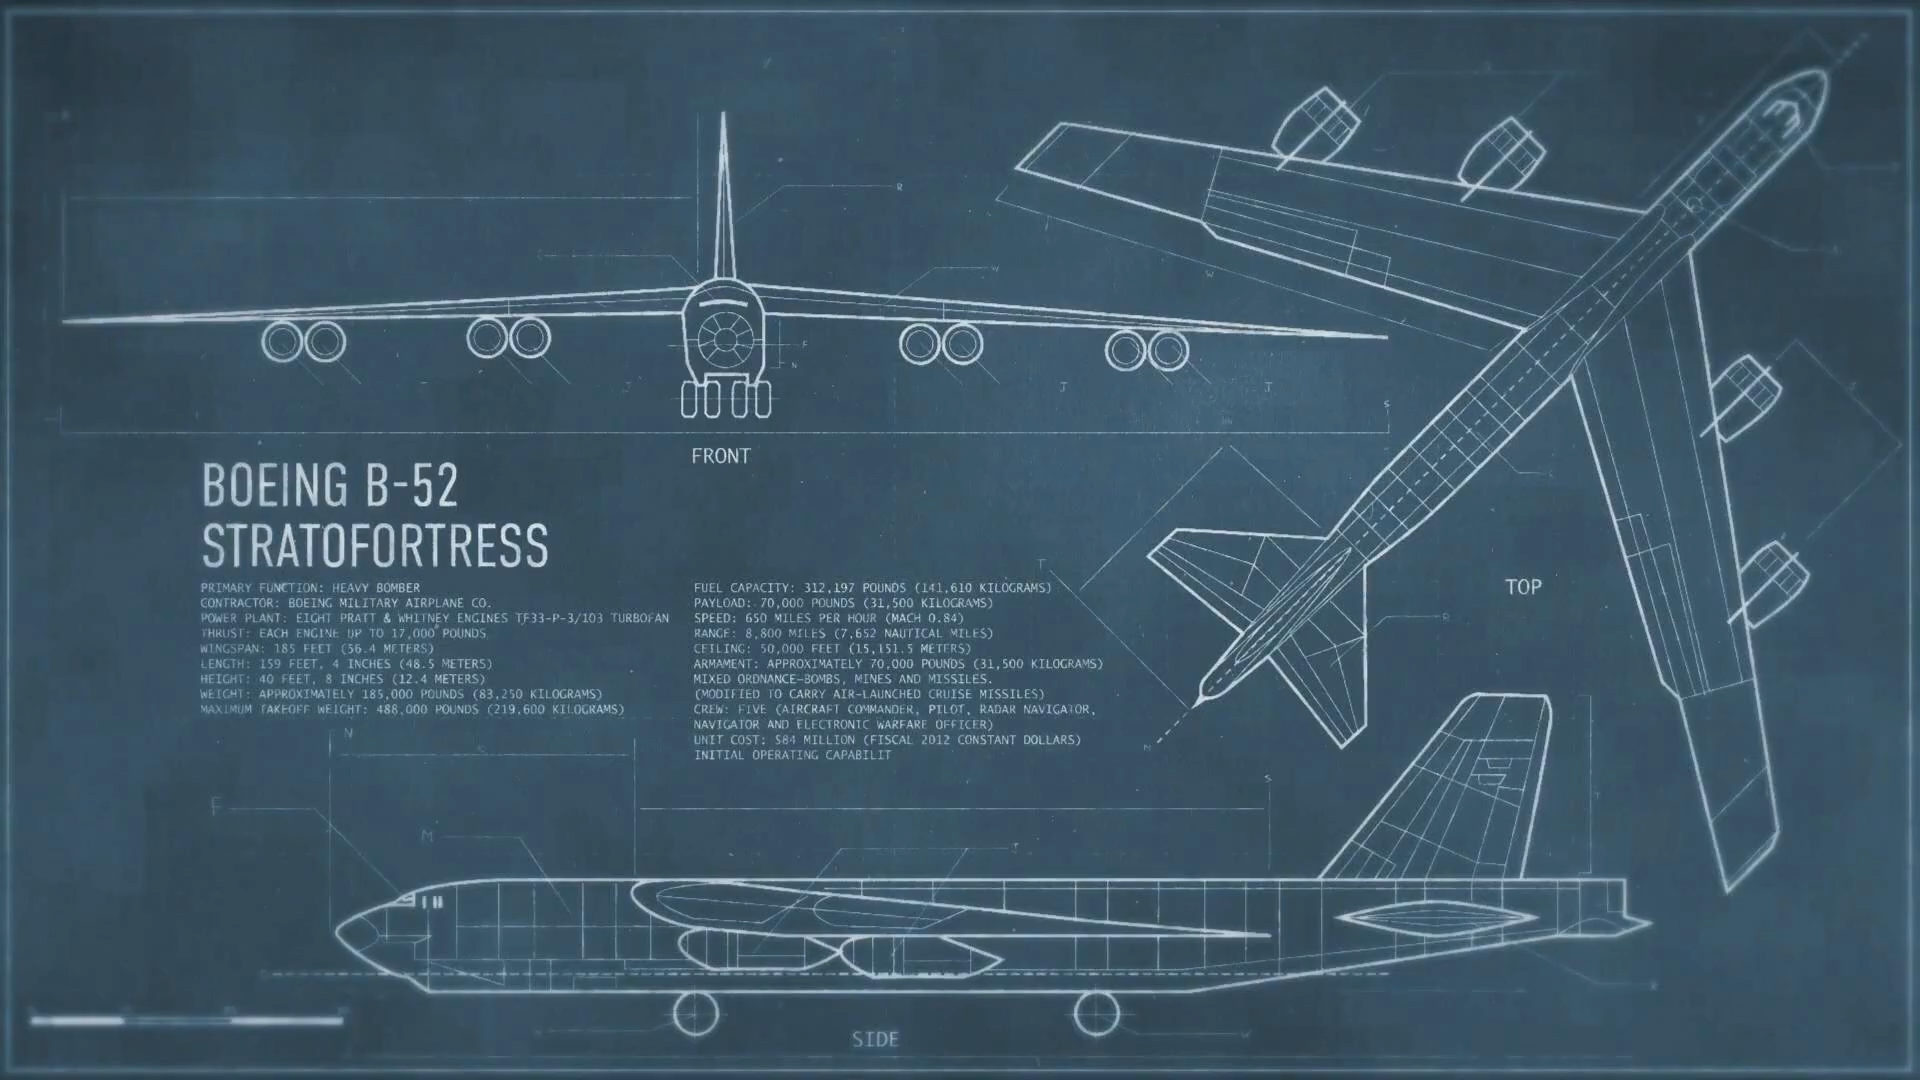 FRONT
BOEING B-52
STRATOFORTRESS
PRIMARY FUNCTION: HEAVY BOMBER
CONTRACTOR: BOEING MILITARY AIRPLANE CO.
POWER PLANT: EIGHT PRATT & WHITNEY ENGINES TF33-P-3/103 TURBOFAN
THRUST: EACH ENGINE UP TO 17,000 POUNDS
WINGSPAN: 185 FEET (56.4 METERS)
LENGTH: 159 FEET, 4 INCHES (48.5 METERS)
HEIGHT: 40 FEET, 8 INCHES (12.4 METERS)
WEIGHT: APPROXIMATELY 185,000 POUNDS (83,250 KILOGRAMS)
MAXIMUM TAKEOFF WEIGHT: 488,000 POUNDS (219,600 KILOGRAMS)
FUEL CAPACITY: 312,197 POUNDS (141,610 KILOGRAMS)
PAYLOAD: 70,000 POUNDS (31,500 KILOGRAMS)
SPEED: 650 MILES PER HOUR (MACH 0.84)
RANGE: 8,800 MILES (7,652 NAUTICAL MILES)
CEILING: 50,000 FEET (15,151.5 METERS)
ARMAMENT: APPROXIMATELY 70,000 POUNDS (31,500 KILOGRAMS)
MIXED ORDNANCE-BOMBS, MINES AND MISSILES.
(MODIFIED TO CARRY AIR-LAUNCHED CRUISE MISSILES)
CREW: FIVE (AIRCRAFT COMMANDER, PILOT, RADAR NAVIGATOR,
NAVIGATOR AND ELECTRONIC WARFARE OFFICER)
UNIT COST: $84 MILLION (FISCAL 2012 CONSTANT DOLLARS)
INITIAL OPERATING CAPABILIT
TOP
SIDE